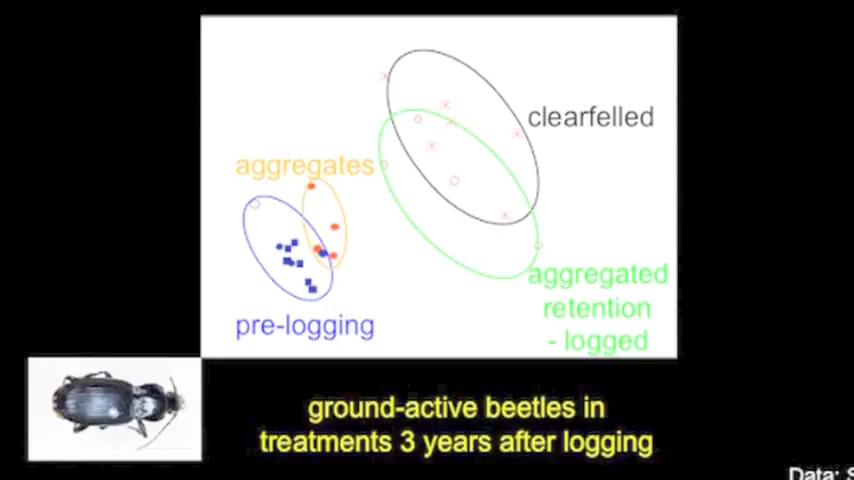 clearfelled
aggregates
aggregated
retention
- logged
pre-logging
ground-active beetles in
treatments 3 years after logging
Data: